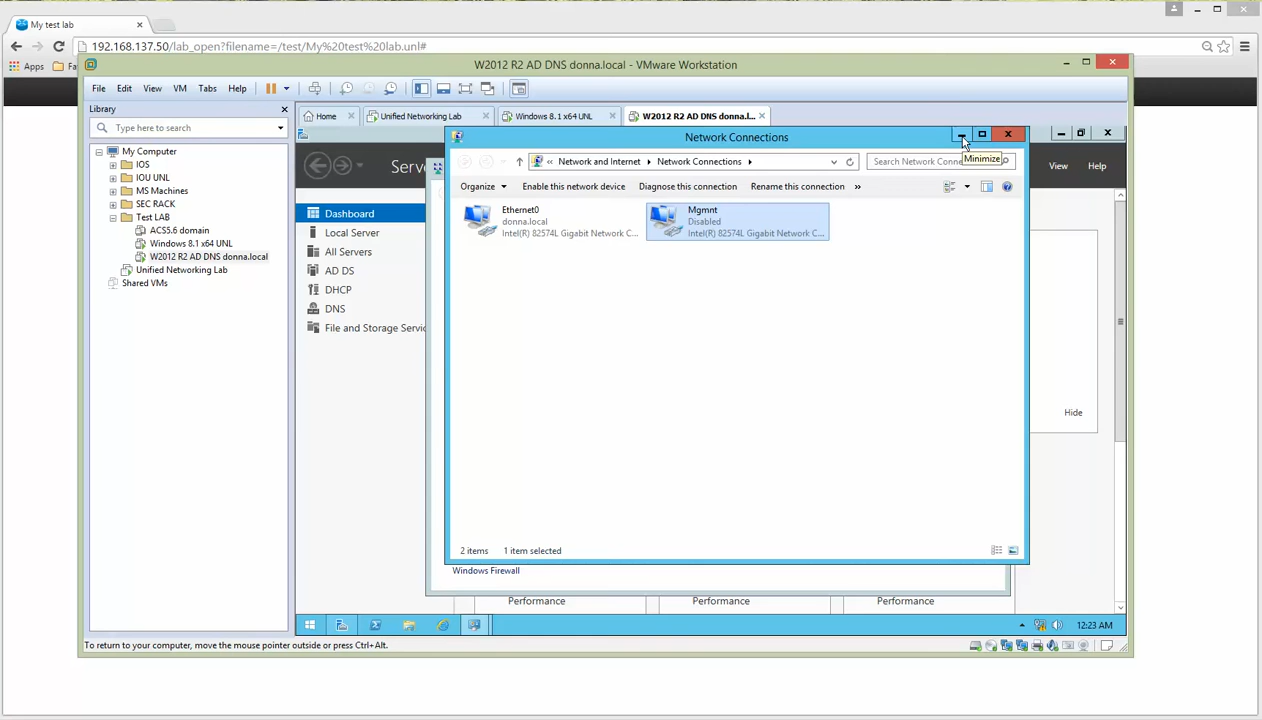 My test lab
192.168.137.50/lab_open?filename=/test/My%20test%20lab.unl#
Apps
Fa
W2012 R2 AD DNS donna.local - VMware Workstation
File Edit View VM Tabs Help
Library
Type here to search
My Computer
IOS
IOU UNL
SEC RACK
MS Machines
Test LAB
ACS5.6 domain
Windows 8.1 x64 UNL
W2012 R2 AD DNS donna.local
Unified Networking Lab
Shared VMs
Home
Unified Networking Lab
Windows 8.1 x64 UNL
W2012 R2 AD DNS donna.l...
Serve
View
Help
Dashboard
Local Server
All Servers
AD DS
DHCP
DNS
File and Storage Servic
Network Connections
Network and Internet
Network Connections
Search Network Conne
Minimize
Organize
Enable this network device
Diagnose this connection
Rename this connection
»
Ethernet0
donna.local
Intel(R) 82574L Gigabit Network C...
Mgmnt
Disabled
Intel(R) 82574L Gigabit Network C...
Hide
2 items
1 item selected
Windows Firewall
Performance
Performance
Performance
12:23 AM
To return to your computer, move the mouse pointer outside or press Ctrl+Alt.